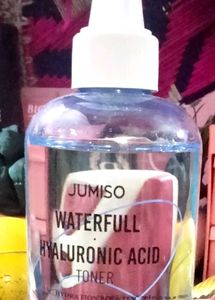 JUMISO
WATERFULL
HYALURONIC ACID
TONER